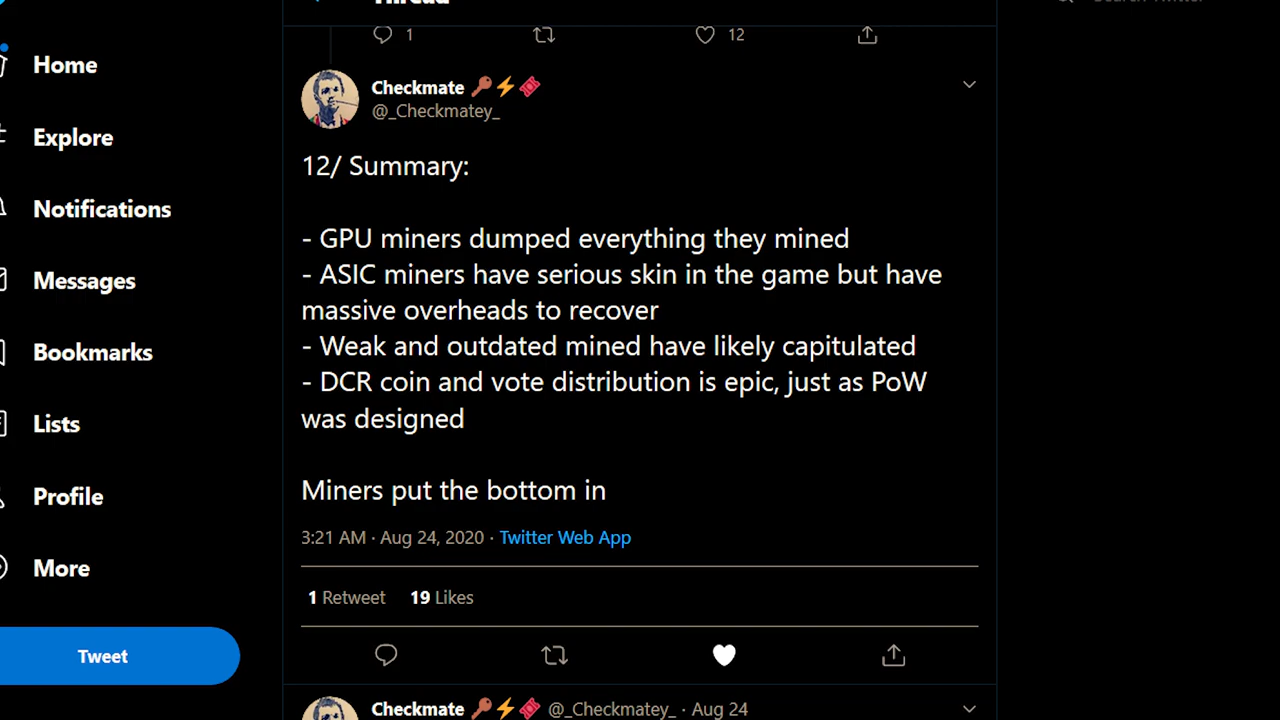 Thread
1
12
Home
Explore
Notifications
Messages
Bookmarks
Lists
Profile
More
Tweet
Checkmate
@_Checkmatey_
12/ Summary:
- GPU miners dumped everything they mined
- ASIC miners have serious skin in the game but have
massive overheads to recover
- Weak and outdated mined have likely capitulated
- DCR coin and vote distribution is epic, just as PoW
was designed
Miners put the bottom in
3:21 AM · Aug 24, 2020 · Twitter Web App
1 Retweet 19 Likes
Checkmate @_Checkmatey_ · Aug 24